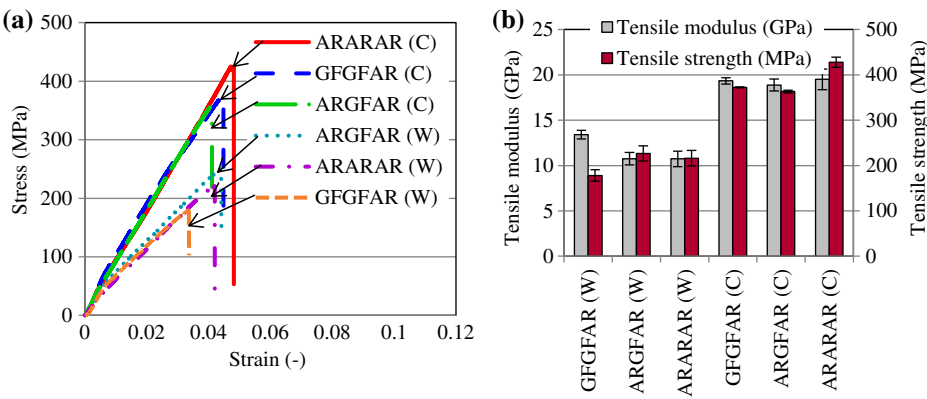 (a)
500
400
300
200
100
0
Stress (MPa)
0
0.02
0.04
0.06
0.08
0.1
0.12
Strain (-)
ARARAR (C)
GFGFAR (C)
ARGFAR (C)
ARGFAR (W)
ARARAR (W)
GFGFAR (W)
(b)
25
20
15
10
5
0
Tensile modulus (GPa)
Tensile modulus (GPa)
Tensile strength (MPa)
500
400
300
200
100
0
Tensile strength (MPa)
GFGFAR (W)
ARGFAR (W)
ARARAR (W)
GFGFAR (C)
ARGFAR (C)
ARARAR (C)